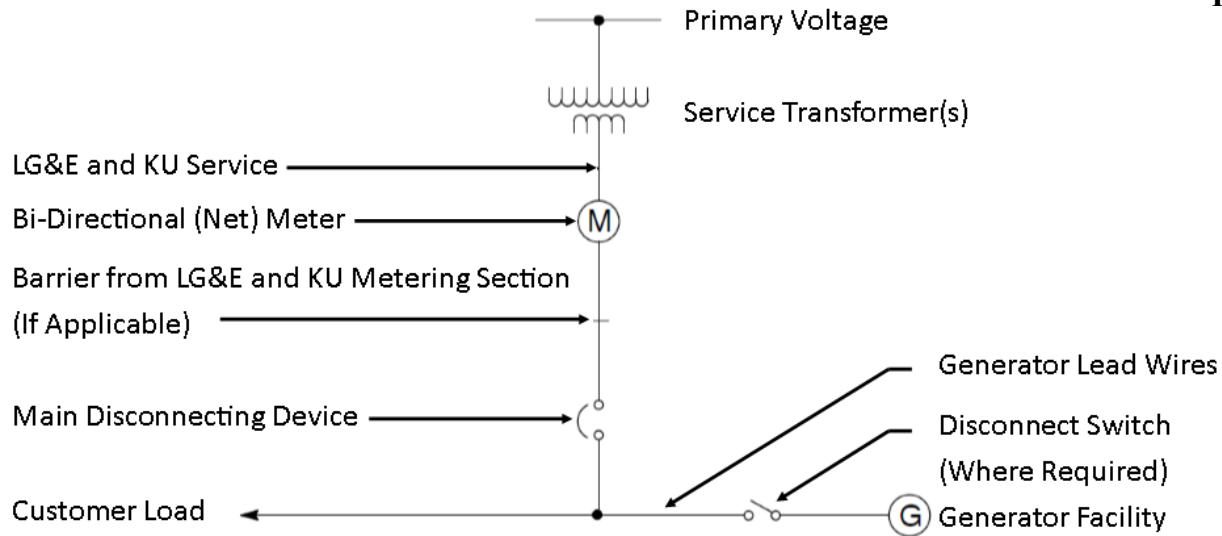 Primary Voltage
Service Transformer(s)
LG&E and KU Service
Bi-Directional (Net) Meter
M
Barrier from LG&E and KU Metering Section
(If Applicable)
Generator Lead Wires
Main Disconnecting Device
Disconnect Switch
(Where Required)
Customer Load
G
Generator Facility